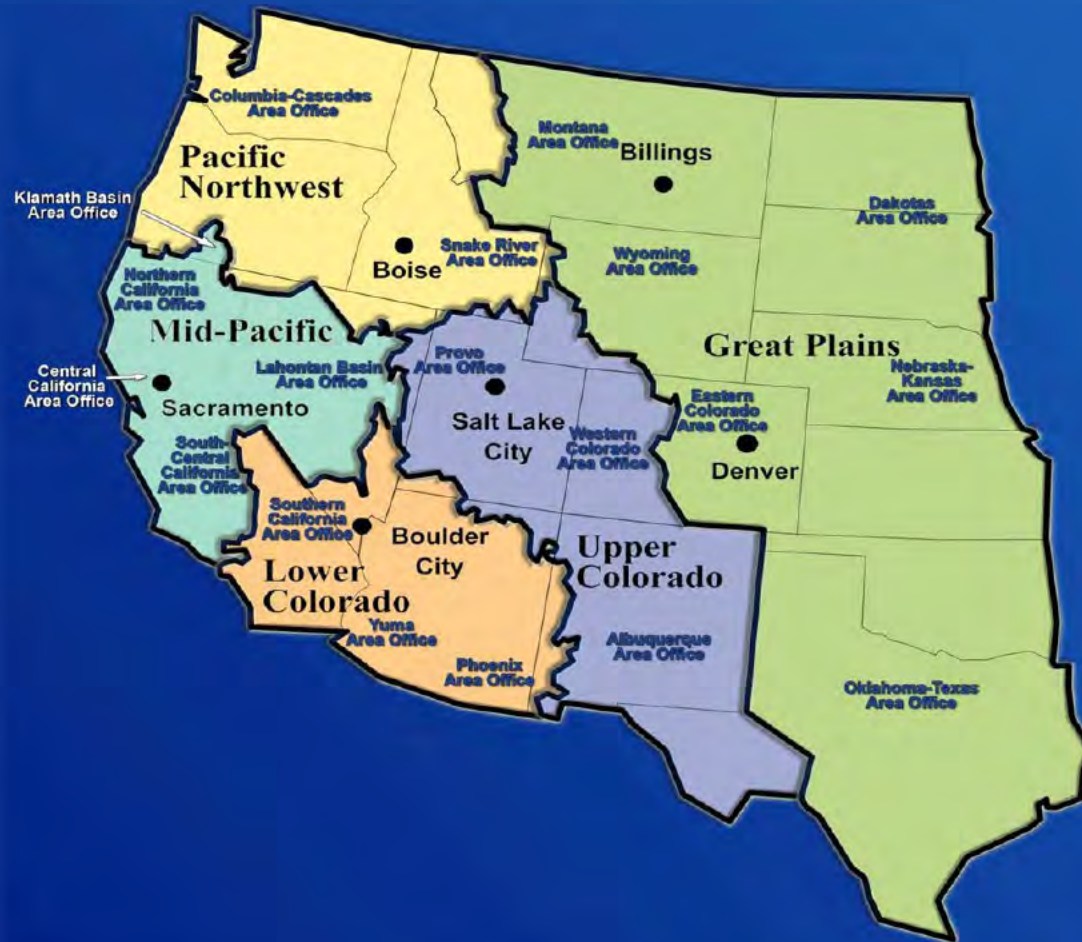 Columbia-Cascades
Area Office
Pacific
Northwest
Montana
Area Office
Billings
Klamath Basin
Area Office
Dakotas
Area Office
Boise
Snake River
Area Office
Wyoming
Area Office
Northern
California
Area Office
Mid-Pacific
Great Plains
Central
California
Area Office
Lahontan Basin
Area Office
Provo
Area Office
Nebraska-
Kansas
Area Office
Sacramento
Salt Lake
City
Eastern
Colorado
Area Office
Western
Colorado
Area Office
Denver
South-
Central
California
Area Office
Southern
California
Area Office
Boulder
City
Lower
Colorado
Upper
Colorado
Yuma
Area Office
Phoenix
Area Office
Albuquerque
Area Office
Oklahoma-Texas
Area Office